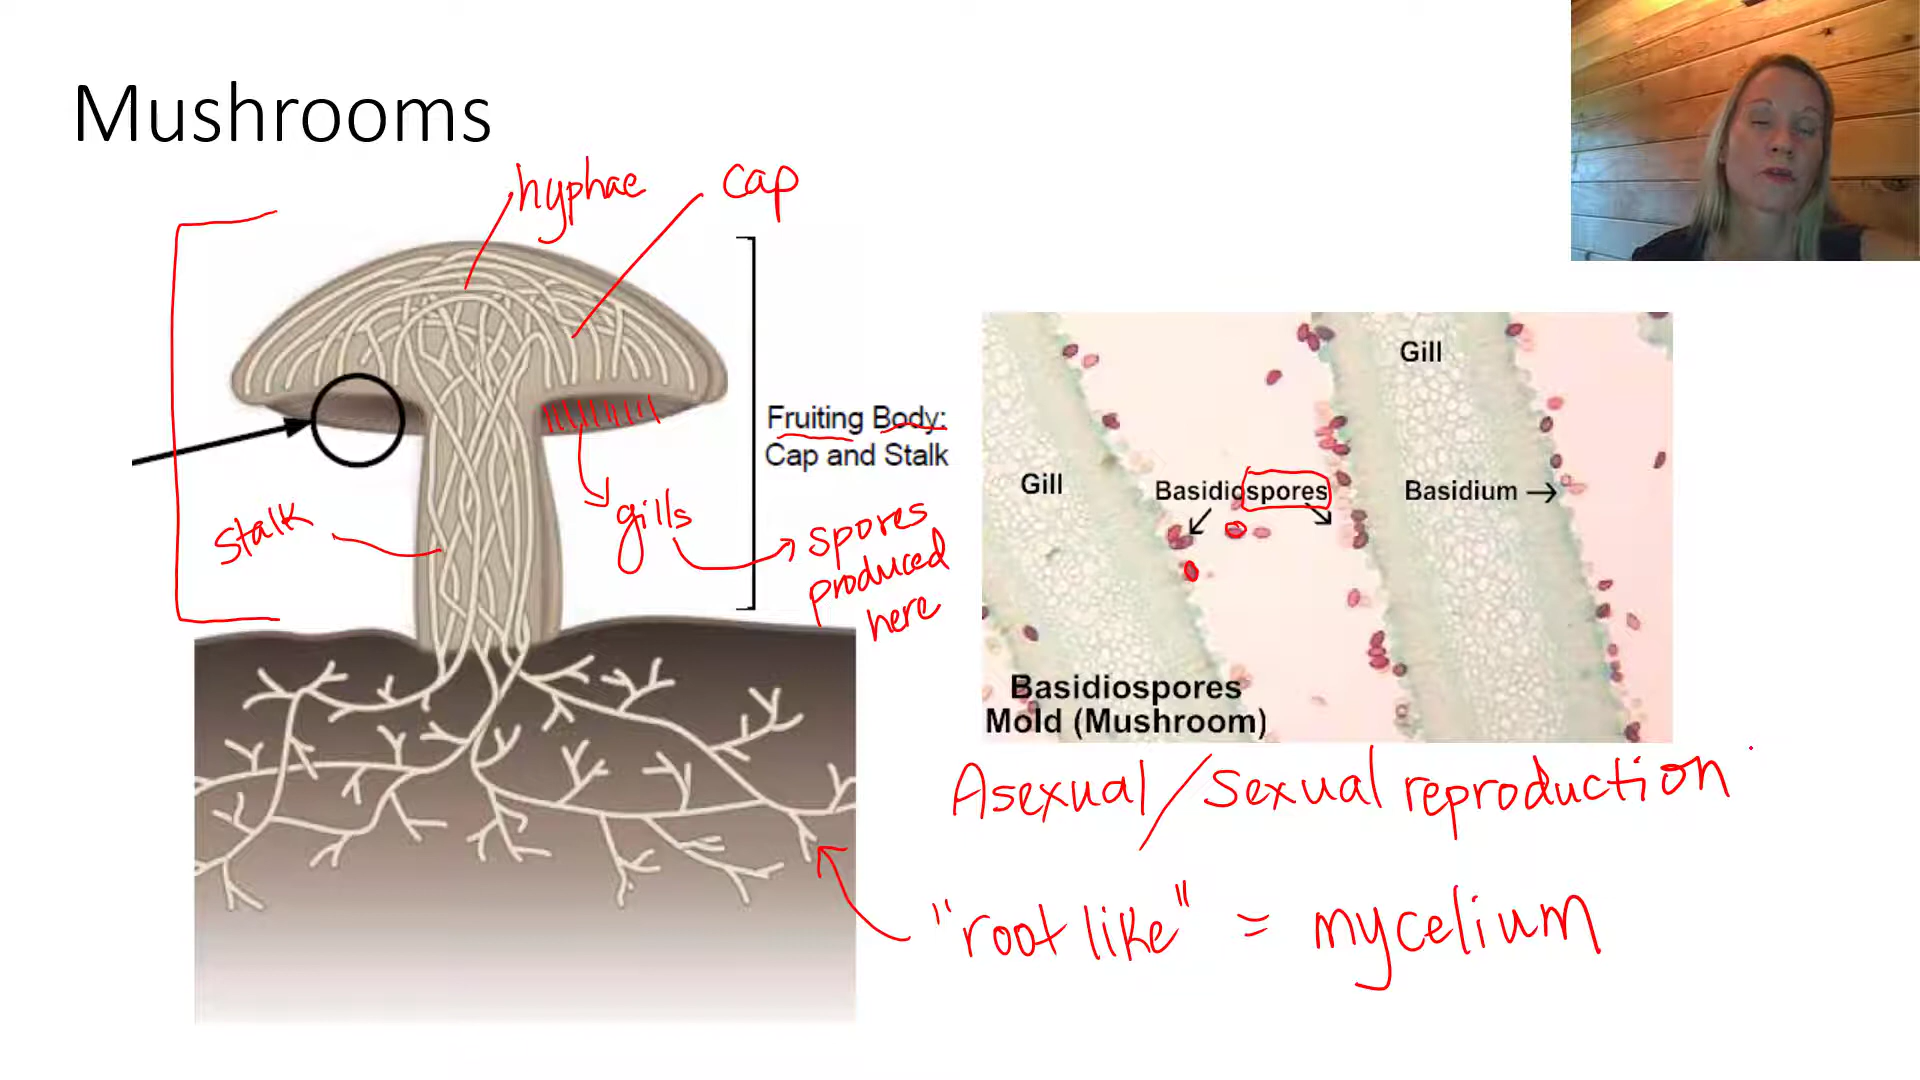 Mushrooms
hyphae
cap
Fruiting Body:
Cap and Stalk
stalk
gills
spores
produced
here
Gill
Gill
Basidiospores
Basidium
Basidiospores
Mold (Mushroom)
Asexual/Sexual reproduction
"root like" = mycelium